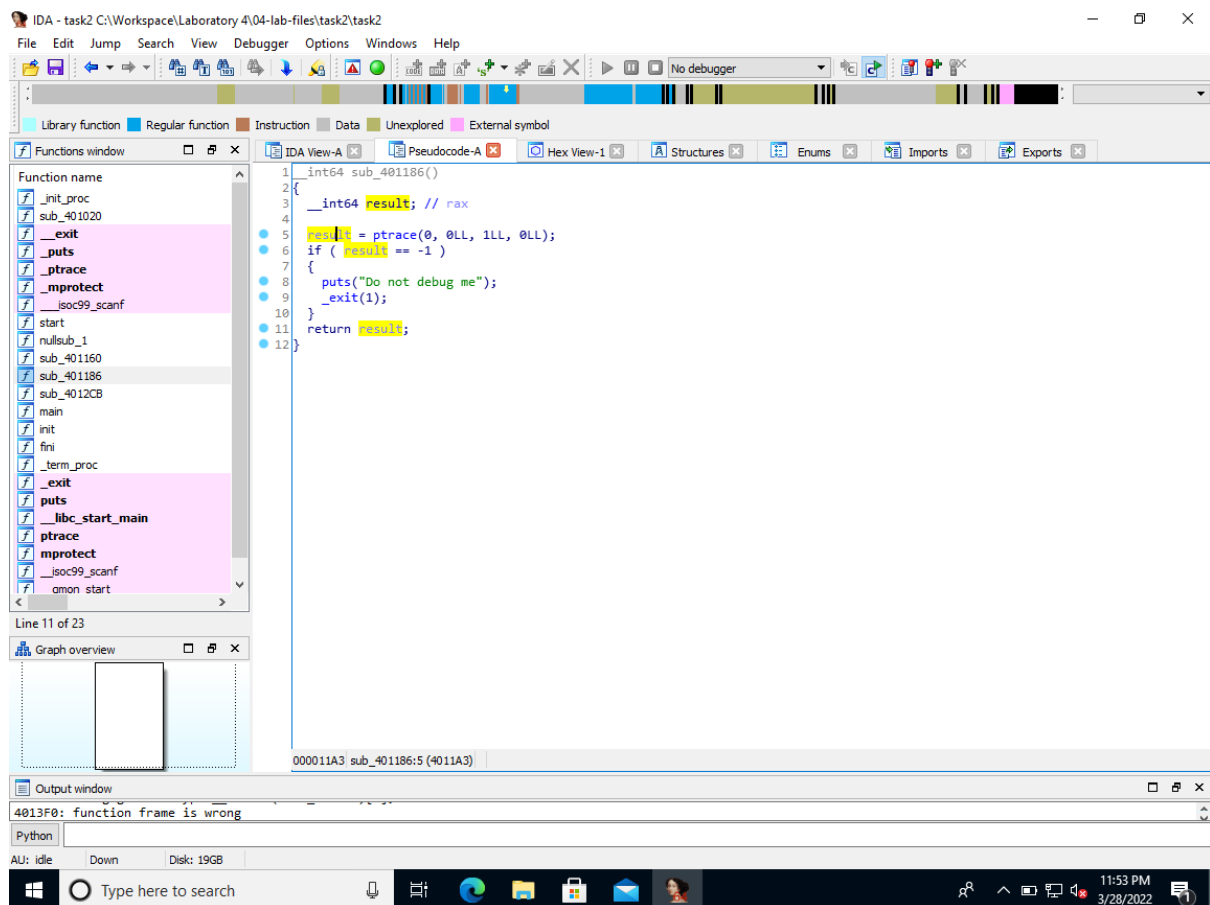 IDA - task2 C:\Workspace\Laboratory 4\04-lab-files\task2\task2
File Edit Jump Search View Debugger Options Windows Help
No debugger
Library function Regular function Instruction Data Unexplored External symbol
Functions window
IDA View-A Pseudocode-A Hex View-1 Structures Enums Imports Exports
Function name
_init_proc
sub_401020
__exit
_puts
_ptrace
_mprotect
___isoc99_scanf
start
nullsub_1
sub_401160
sub_401186
sub_4012CB
main
init
fini
_term_proc
_exit
puts
__libc_start_main
ptrace
mprotect
__isoc99_scanf
__gmon_start
Line 11 of 23
Graph overview
1 __int64 sub_401186()
2 {
3 __int64 result; // rax
4
5 result = ptrace(0, 0LL, 1LL, 0LL);
6 if ( result == -1 )
7 {
8 puts("Do not debug me");
9 _exit(1);
10 }
11 return result;
12 }
000011A3 sub_401186:5 (4011A3)
Output window
4013F0: function frame is wrong
Python
AU: idle Down Disk: 19GB
Type here to search
11:53 PM
3/28/2022
1